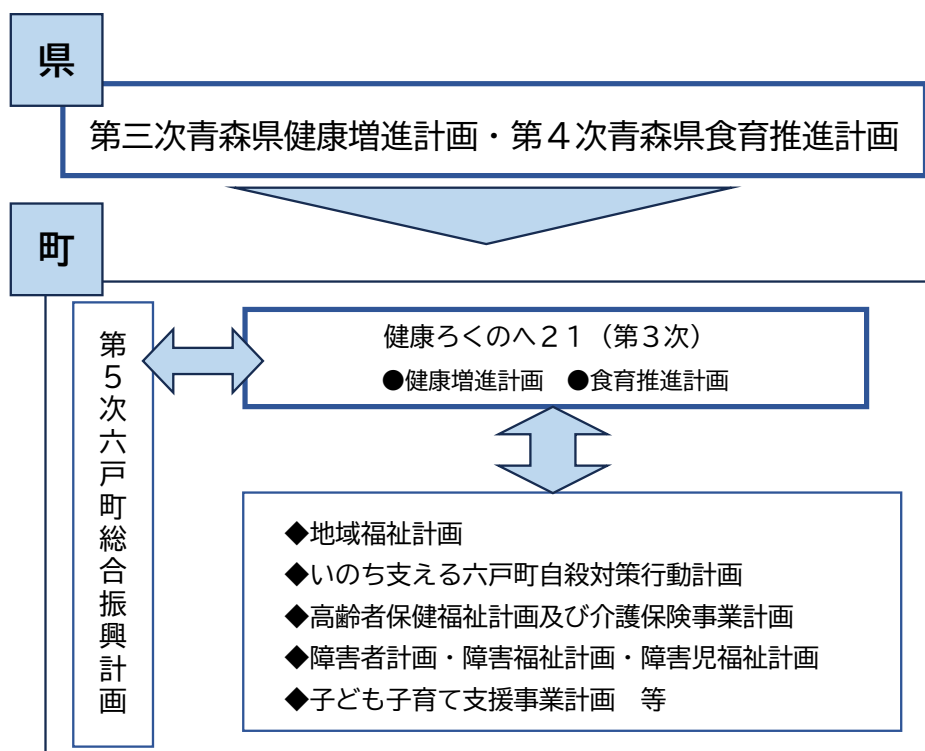 県
第三次青森県健康増進計画・第４次青森県食育推進計画
町
第５次六戸町総合振興計画
健康ろくのへ２１（第３次）
●健康増進計画　●食育推進計画
◆地域福祉計画
◆いのち支える六戸町自殺対策行動計画
◆高齢者保健福祉計画及び介護保険事業計画
◆障害者計画・障害福祉計画・障害児福祉計画
◆子ども子育て支援事業計画　等